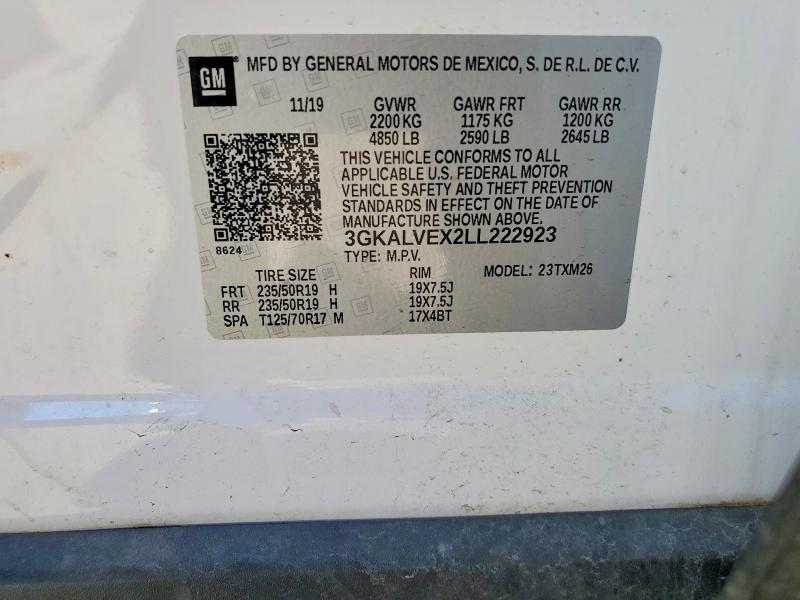 GM
MFD BY GENERAL MOTORS DE MEXICO, S. DE R.L. DE C.V.
11/19 GVWR GAWR FRT GAWR RR
2200 KG 1175 KG 1200 KG
4850 LB 2590 LB 2645 LB
THIS VEHICLE CONFORMS TO ALL
APPLICABLE U.S. FEDERAL MOTOR
VEHICLE SAFETY AND THEFT PREVENTION
STANDARDS IN EFFECT ON THE DATE OF
MANUFACTURE SHOWN ABOVE.
8624
3GKALVEX2LL222923
TYPE: M.P.V.
TIRE SIZE RIM MODEL: 23TXM26
FRT 235/50R19 H 19X7.5J
RR 235/50R19 H 19X7.5J
SPA T125/70R17 M 17X4BT